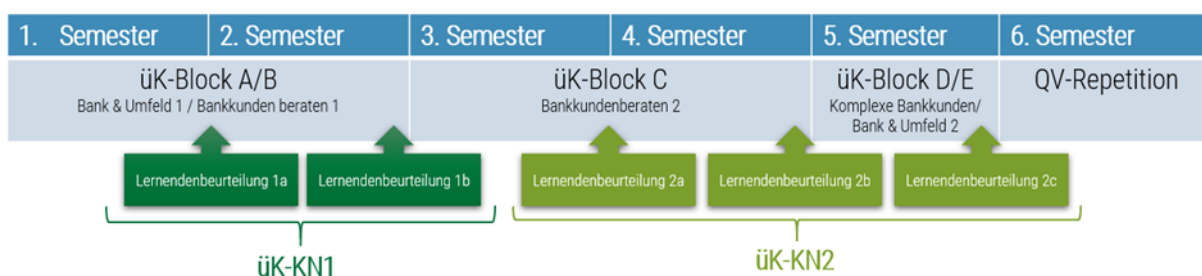 1. Semester
2. Semester
3. Semester
4. Semester
5. Semester
6. Semester
üK-Block A/B
Bank & Umfeld 1 / Bankkunden beraten 1
üK-Block C
Bankkundenberaten 2
üK-Block D/E
Komplexe Bankkunden/
Bank & Umfeld 2
QV-Repetition
Lernendenbeurteilung 1a
Lernendenbeurteilung 1b
Lernendenbeurteilung 2a
Lernendenbeurteilung 2b
Lernendenbeurteilung 2c
üK-KN1
üK-KN2